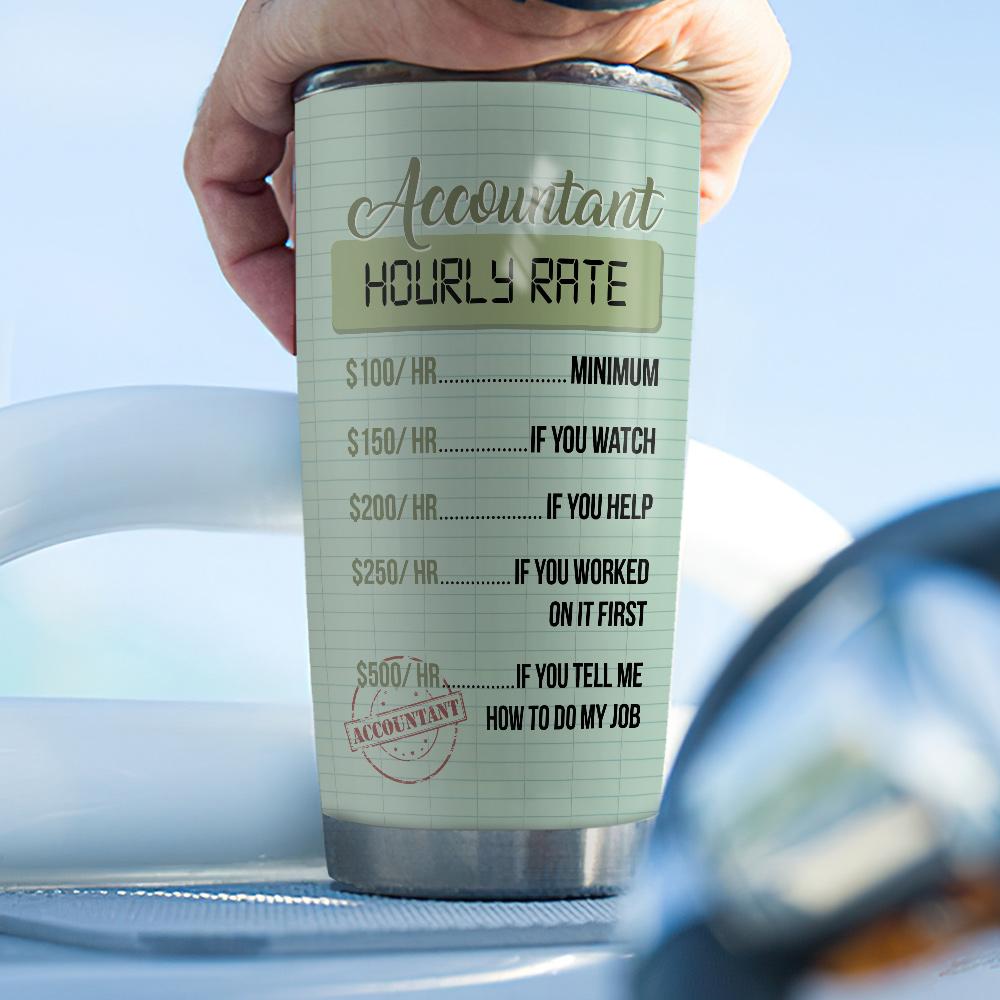 Accountant
HOURLY RATE
$100/ HR........................MINIMUM
$150/ HR.................IF YOU WATCH
$200/ HR....................IF YOU HELP
$250/ HR.............IF YOU WORKED
ON IT FIRST
$500/ HR..............IF YOU TELL ME
HOW TO DO MY JOB
ACCOUNTANT